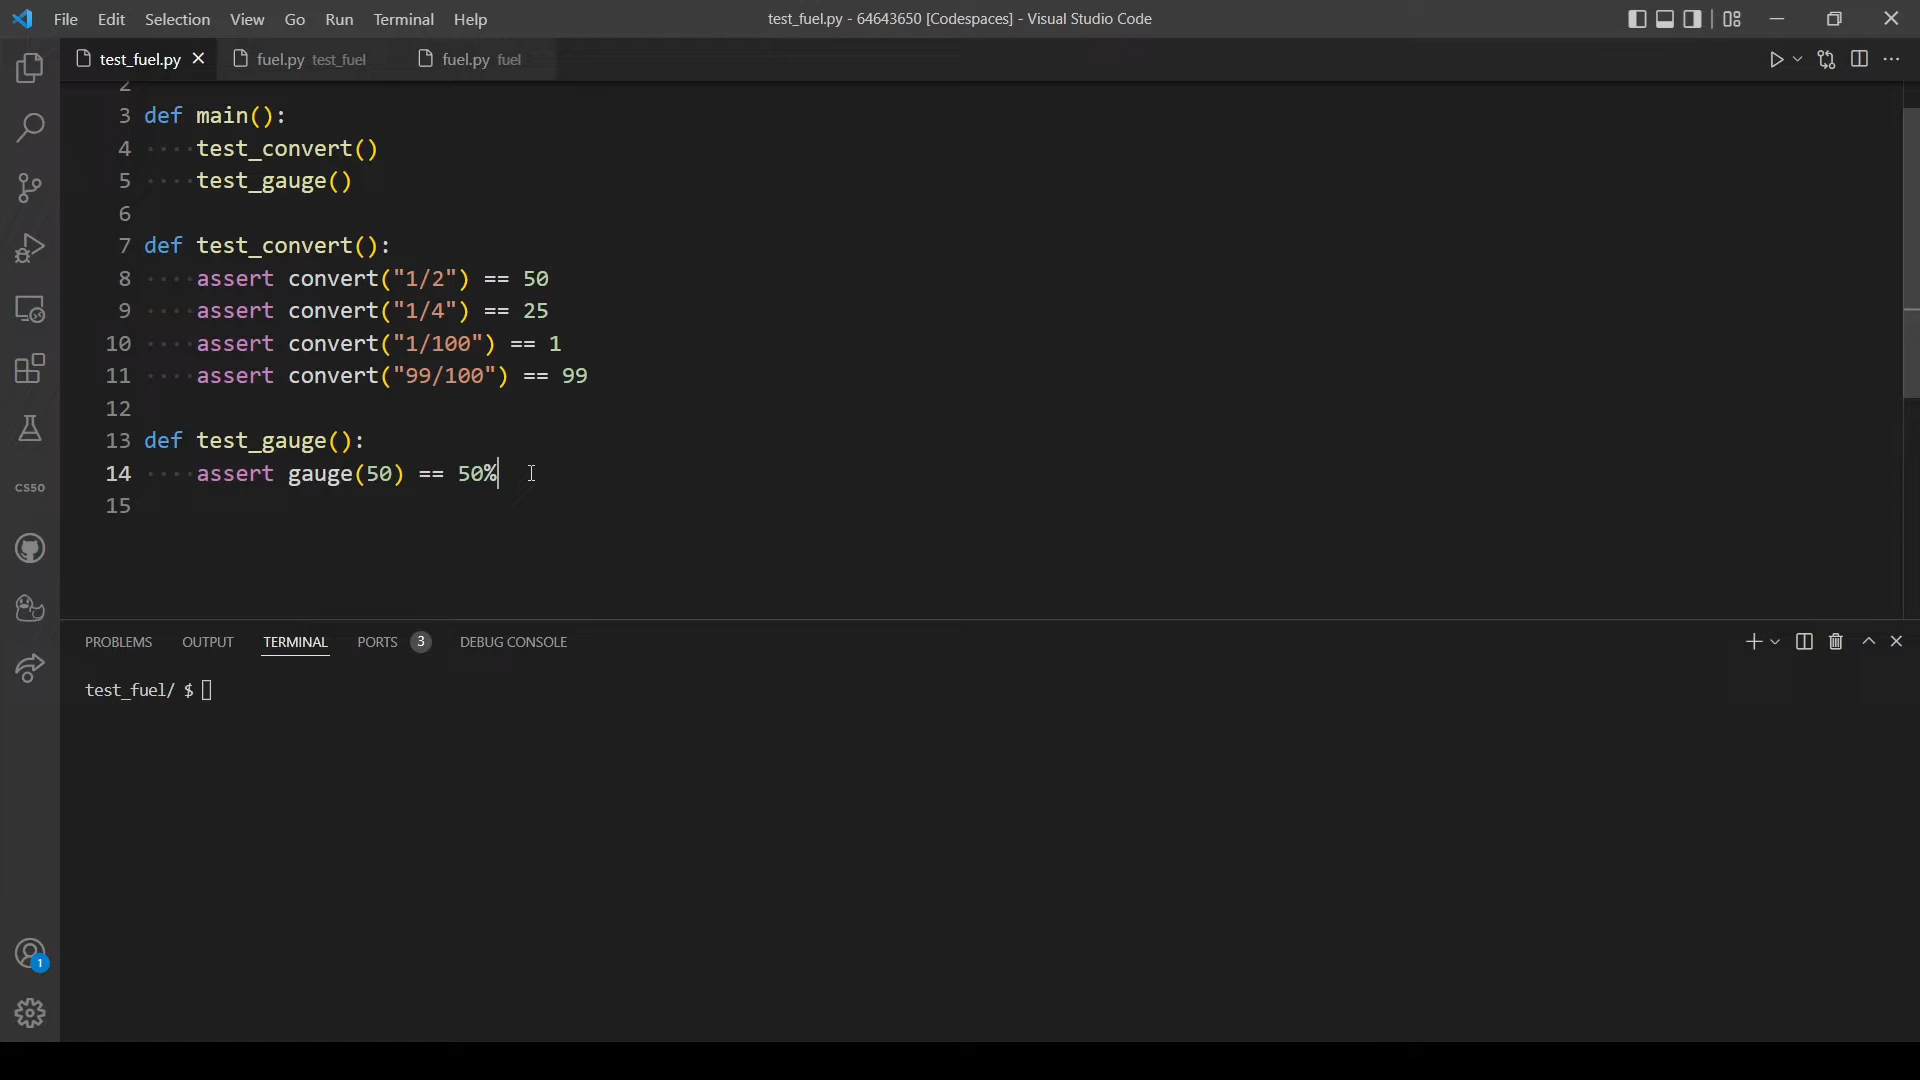 File Edit Selection View Go Run Terminal Help
test_fuel.py - 64643650 [Codespaces] - Visual Studio Code
test_fuel.py fuel.py test_fuel fuel.py fuel
2
3 def main():
4 test_convert()
5 test_gauge()
6
7 def test_convert():
8 assert convert("1/2") == 50
9 assert convert("1/4") == 25
10 assert convert("1/100") == 1
11 assert convert("99/100") == 99
12
13 def test_gauge():
14 assert gauge(50) == 50%
15
CS50
PROBLEMS OUTPUT TERMINAL PORTS 3 DEBUG CONSOLE
test_fuel/ $
1